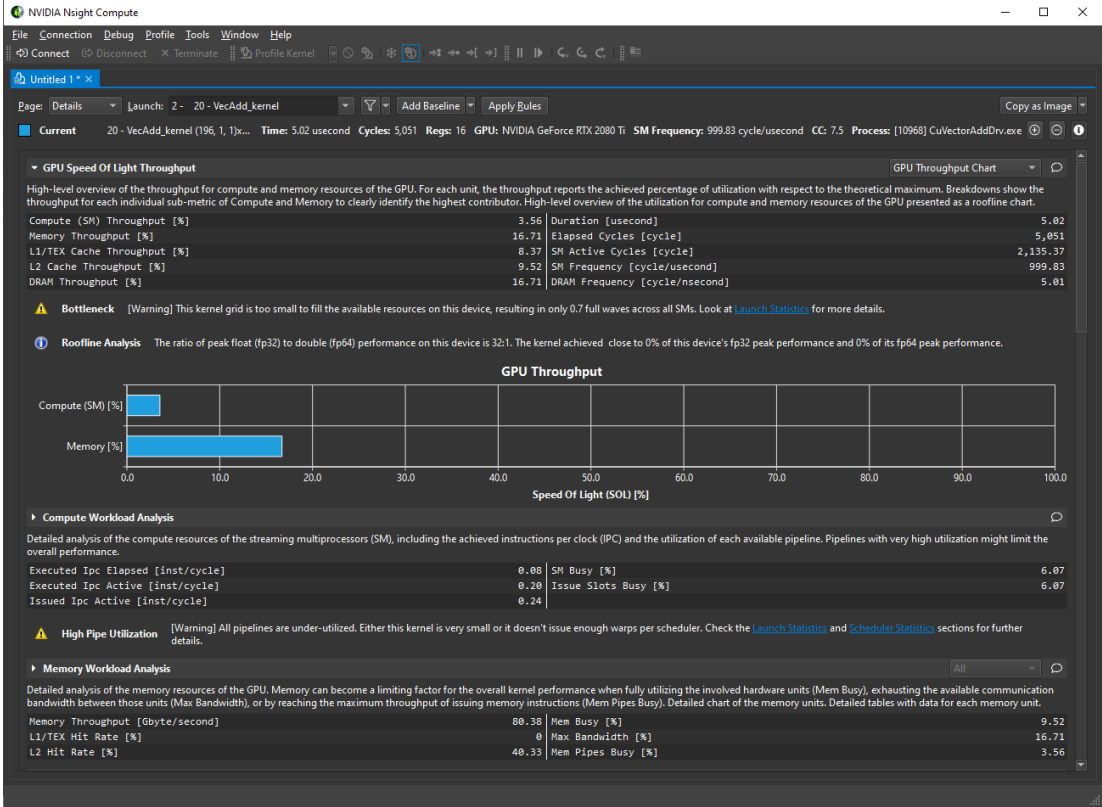 NVIDIA Nsight Compute
File Connection Debug Profile Tools Window Help
Connect Disconnect Terminate Profile Kernel
Untitled 1 *
Page: Details Launch: 2 - 20 - VecAdd_kernel Add Baseline Apply Rules Copy as Image
Current 20 - VecAdd_kernel (196, 1, 1)x... Time: 5.02 usecond Cycles: 5,051 Regs: 16 GPU: NVIDIA GeForce RTX 2080 Ti SM Frequency: 999.83 cycle/usecond CC: 7.5 Process: [10968] CuVectorAddDrv.exe
GPU Speed Of Light Throughput GPU Throughput Chart
High-level overview of the throughput for compute and memory resources of the GPU. For each unit, the throughput reports the achieved percentage of utilization with respect to the theoretical maximum. Breakdowns show the
throughput for each individual sub-metric of Compute and Memory to clearly identify the highest contributor. High-level overview of the utilization for compute and memory resources of the GPU presented as a roofline chart.
Compute (SM) Throughput [%] 3.56 Duration [usecond] 5.02
Memory Throughput [%] 16.71 Elapsed Cycles [cycle] 5,051
L1/TEX Cache Throughput [%] 8.37 SM Active Cycles [cycle] 2,135.37
L2 Cache Throughput [%] 9.52 SM Frequency [cycle/usecond] 999.83
DRAM Throughput [%] 16.71 DRAM Frequency [cycle/nsecond] 5.01
Bottleneck [Warning] This kernel grid is too small to fill the available resources on this device, resulting in only 0.7 full waves across all SMs. Look at Launch Statistics for more details.
Roofline Analysis The ratio of peak float (fp32) to double (fp64) performance on this device is 32:1. The kernel achieved close to 0% of this device's fp32 peak performance and 0% of its fp64 peak performance.
GPU Throughput
Compute (SM) [%]
Memory [%]
0.0 10.0 20.0 30.0 40.0 50.0 60.0 70.0 80.0 90.0 100.0
Speed Of Light (SOL) [%]
Compute Workload Analysis
Detailed analysis of the compute resources of the streaming multiprocessors (SM), including the achieved instructions per clock (IPC) and the utilization of each available pipeline. Pipelines with very high utilization might limit the
overall performance.
Executed Ipc Elapsed [inst/cycle] 0.08 SM Busy [%] 6.07
Executed Ipc Active [inst/cycle] 0.20 Issue Slots Busy [%] 6.07
Issued Ipc Active [inst/cycle] 0.24
High Pipe Utilization [Warning] All pipelines are under-utilized. Either this kernel is very small or it doesn't issue enough warps per scheduler. Check the Launch Statistics and Scheduler Statistics sections for further
details.
Memory Workload Analysis All
Detailed analysis of the memory resources of the GPU. Memory can become a limiting factor for the overall kernel performance when fully utilizing the involved hardware units (Mem Busy), exhausting the available communication
bandwidth between those units (Max Bandwidth), or by reaching the maximum throughput of issuing memory instructions (Mem Pipes Busy). Detailed chart of the memory units. Detailed tables with data for each memory unit.
Memory Throughput [Gbyte/second] 80.38 Mem Busy [%] 9.52
L1/TEX Hit Rate [%] 0 Max Bandwidth [%] 16.71
L2 Hit Rate [%] 40.33 Mem Pipes Busy [%] 3.56